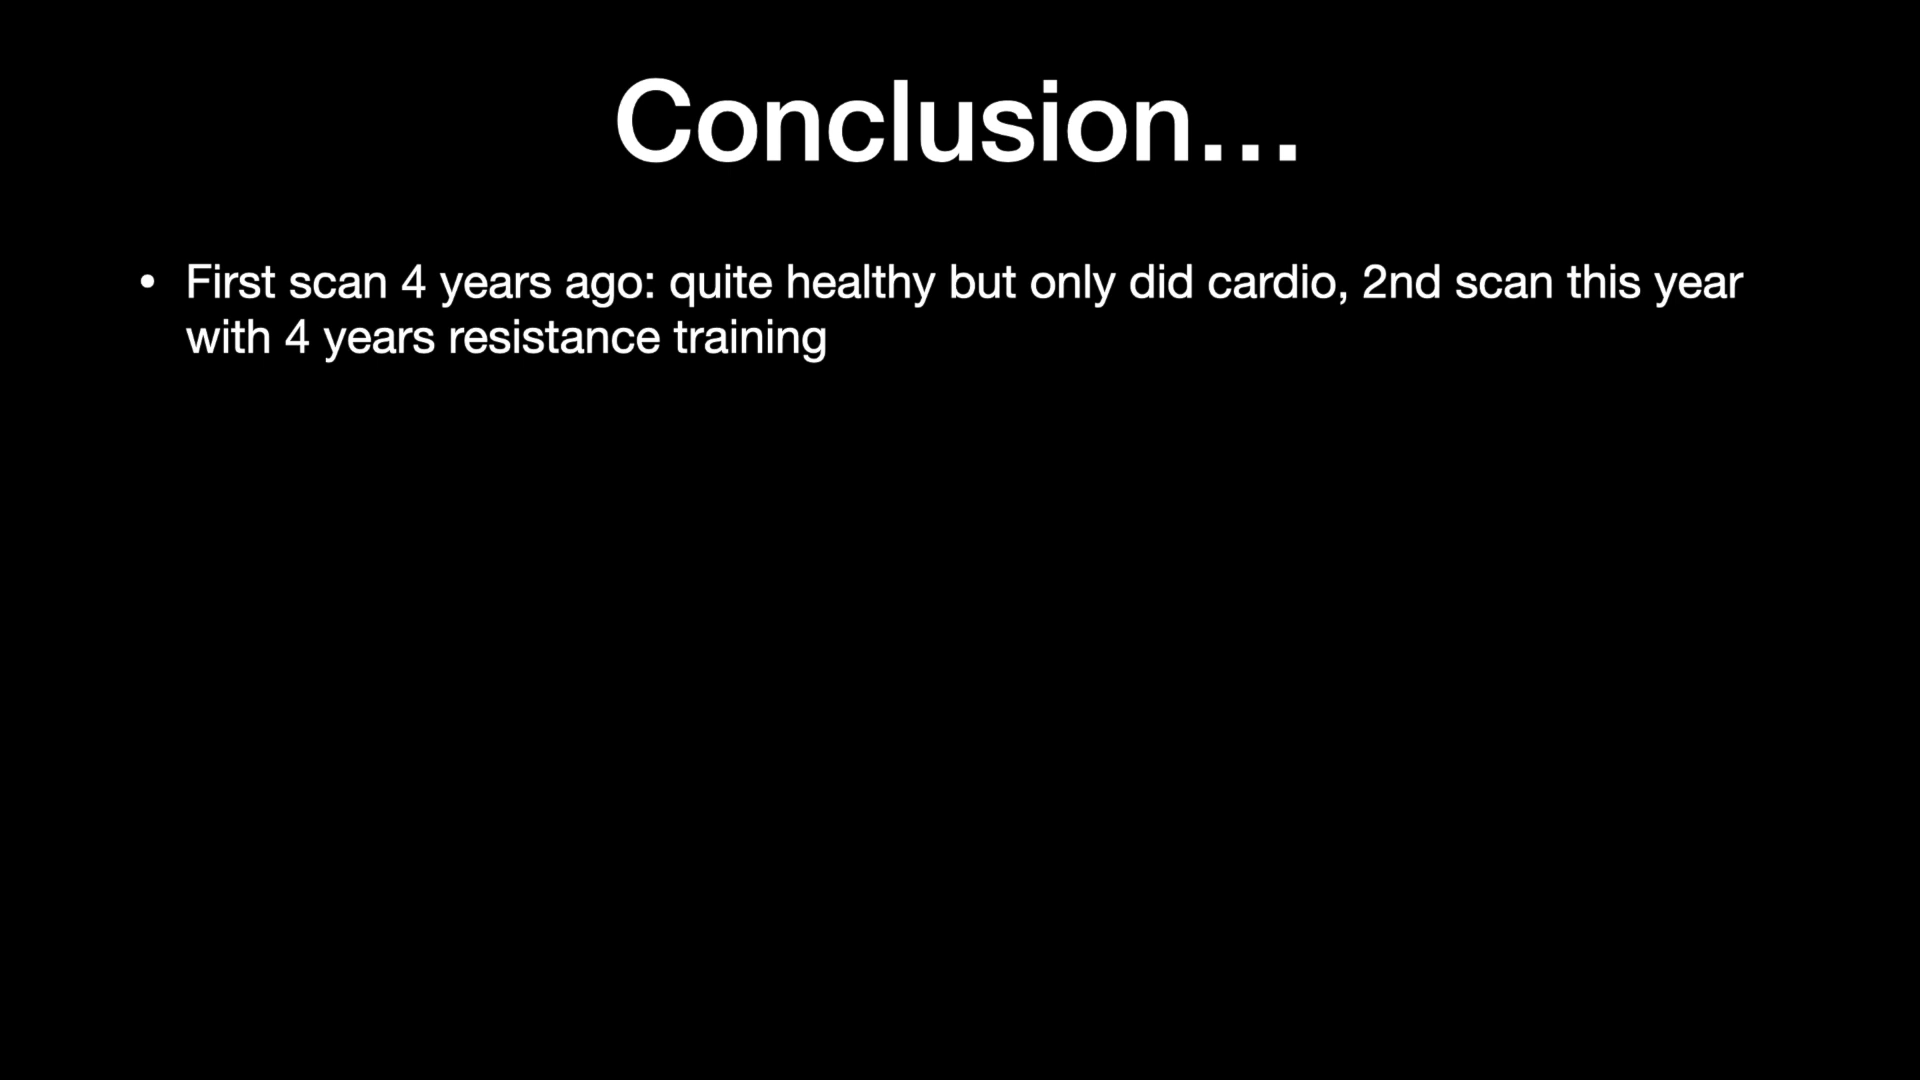 Conclusion...
• First scan 4 years ago: quite healthy but only did cardio, 2nd scan this year
with 4 years resistance training